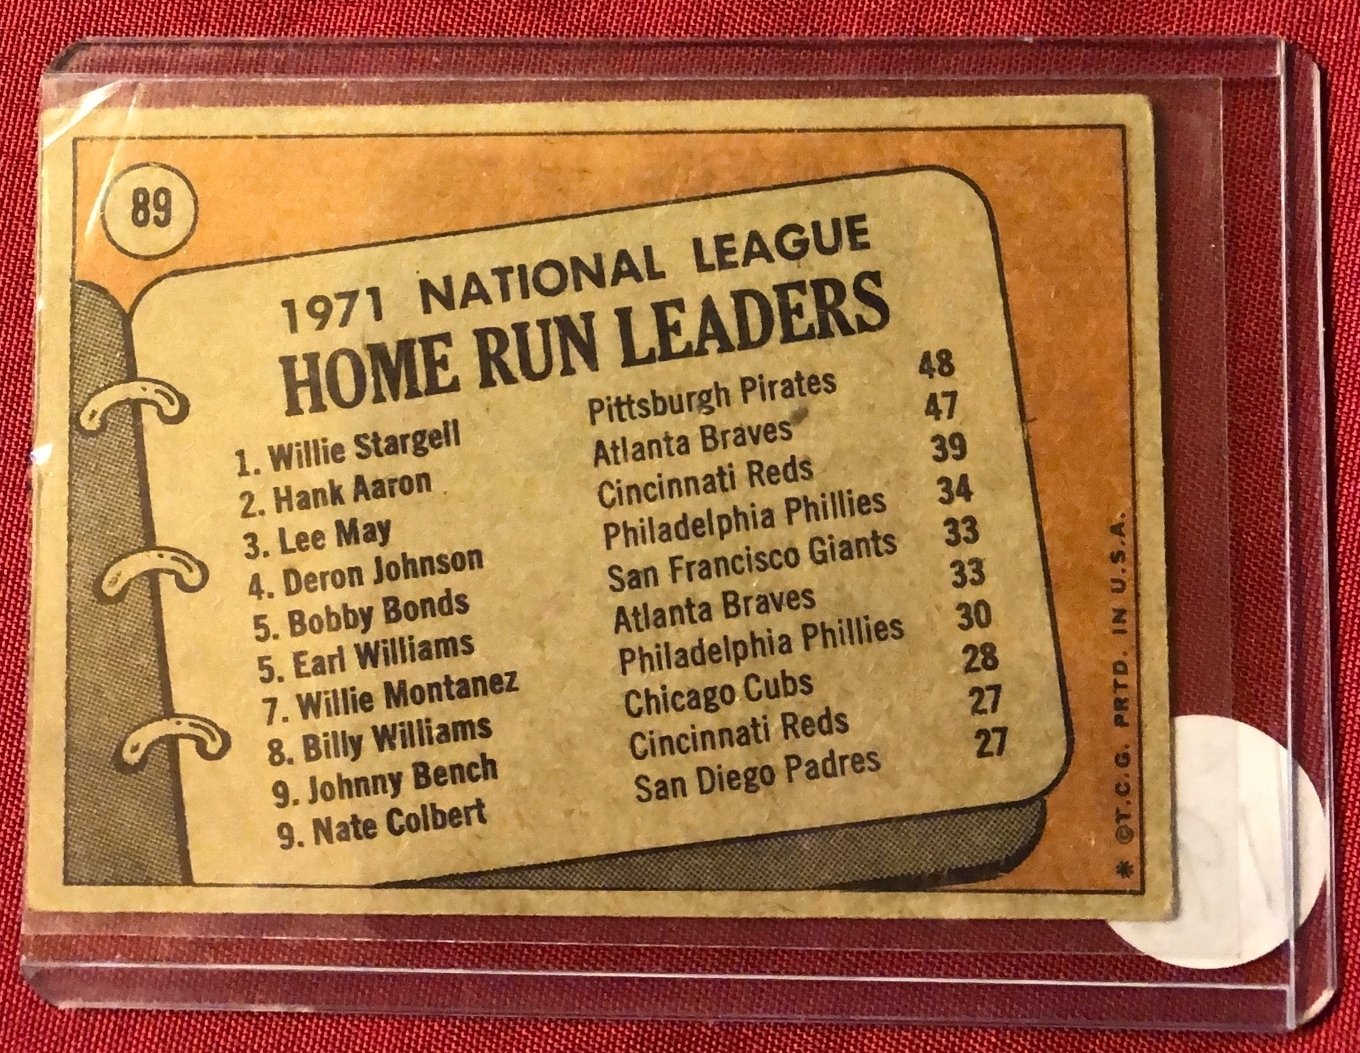 89
1971 NATIONAL LEAGUE
HOME RUN LEADERS
1. Willie Stargell Pittsburgh Pirates 48
2. Hank Aaron Atlanta Braves 47
3. Lee May Cincinnati Reds 39
4. Deron Johnson Philadelphia Phillies 34
5. Bobby Bonds San Francisco Giants 33
5. Earl Williams Atlanta Braves 33
7. Willie Montanez Philadelphia Phillies 30
8. Billy Williams Chicago Cubs 28
9. Johnny Bench Cincinnati Reds 27
9. Nate Colbert San Diego Padres 27
* ©T.C.G. PRTD. IN U.S.A.